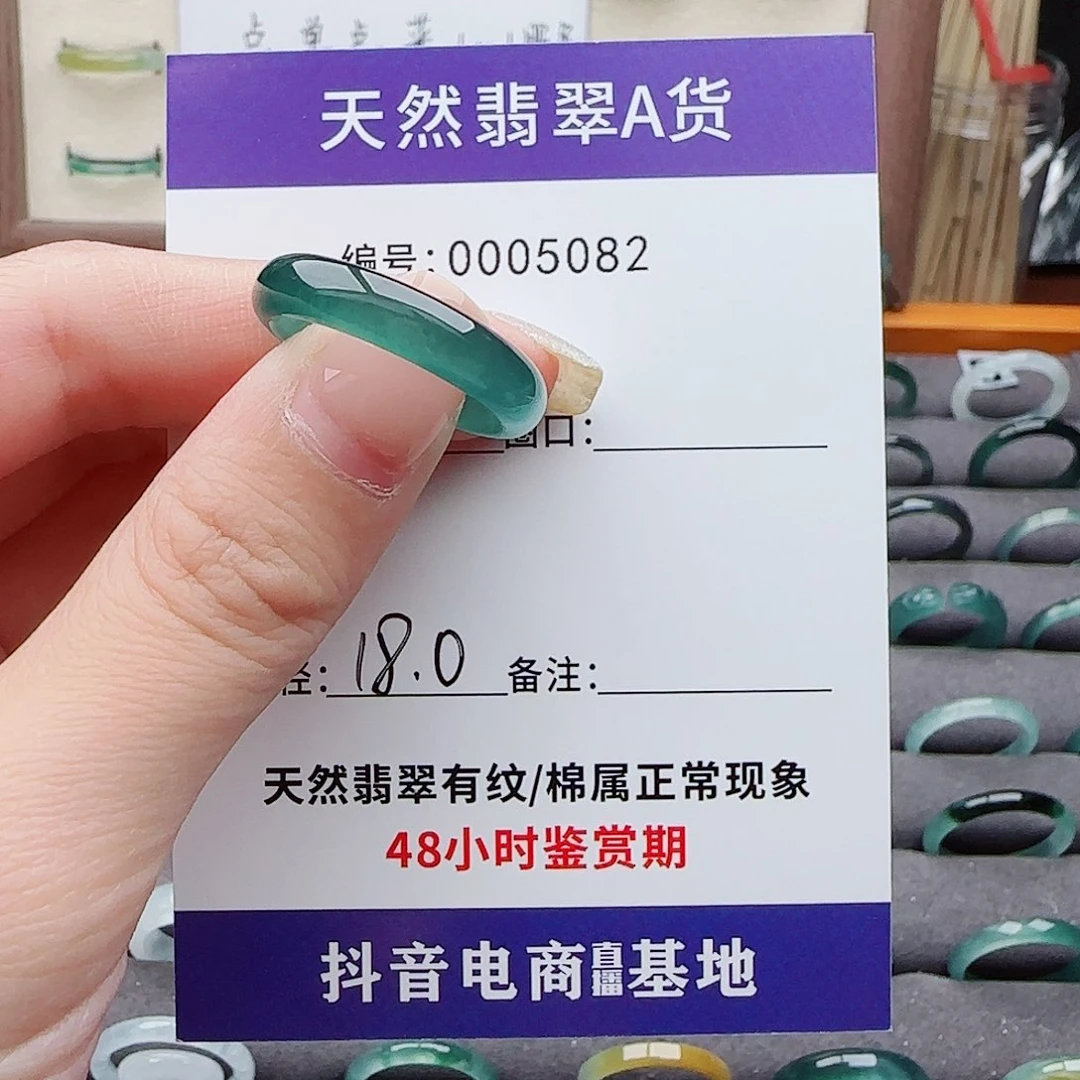 天然翡翠A货
编号:0005082
圈口:
径:18.0 备注:
天然翡翠有纹/棉属正常现象
48小时鉴赏期
抖音电商直播基地